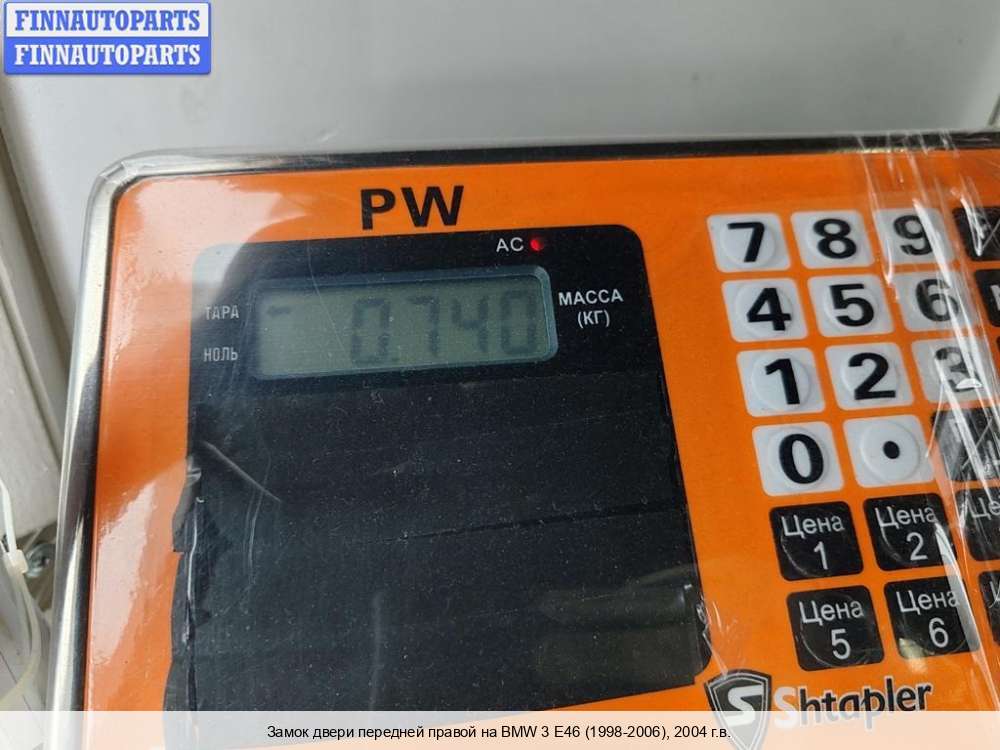 FINNAUTOPARTS
FINNAUTOPARTS
PW
AC
ТАРА
НОЛЬ
0.740
МАССА
(КГ)
7 8 9
4 5 6
1 2 3
0 •
Цена 1
Цена 2
Цена 5
Цена 6
Shtapler
Замок двери передней правой на BMW 3 E46 (1998-2006), 2004 г.в.